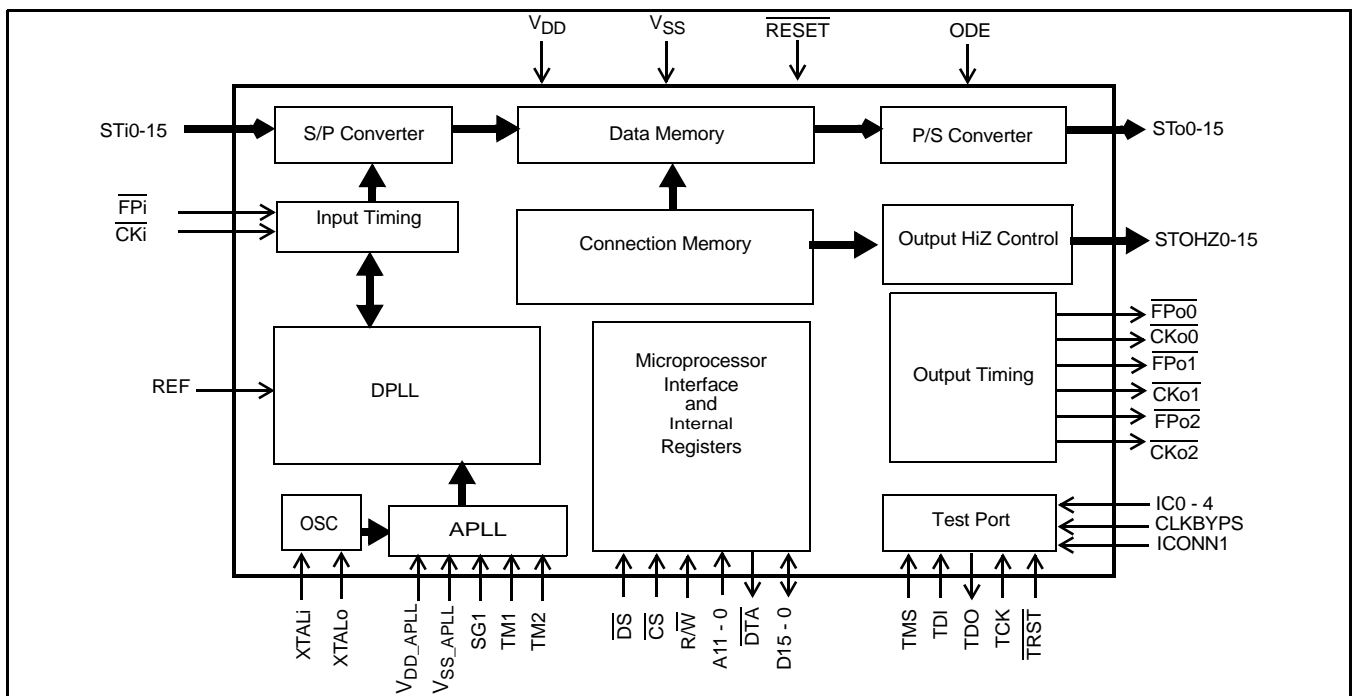 VDD
VSS
RESET
ODE
STi0-15
S/P Converter
Data Memory
P/S Converter
STo0-15
FPi
CKi
Input Timing
Connection Memory
Output HiZ Control
STOHZ0-15
REF
DPLL
Microprocessor
Interface
and
Internal
Registers
Output Timing
FPo0
CKo0
FPo1
CKo1
FPo2
CKo2
OSC
APLL
Test Port
IC0 - 4
CLKBYPS
ICONN1
XTALi
XTALo
VDD_APLL
VSS_APLL
SG1
TM1
TM2
DS
CS
R/W
A11 - 0
DTA
D15 - 0
TMS
TDI
TDO
TCK
TRST